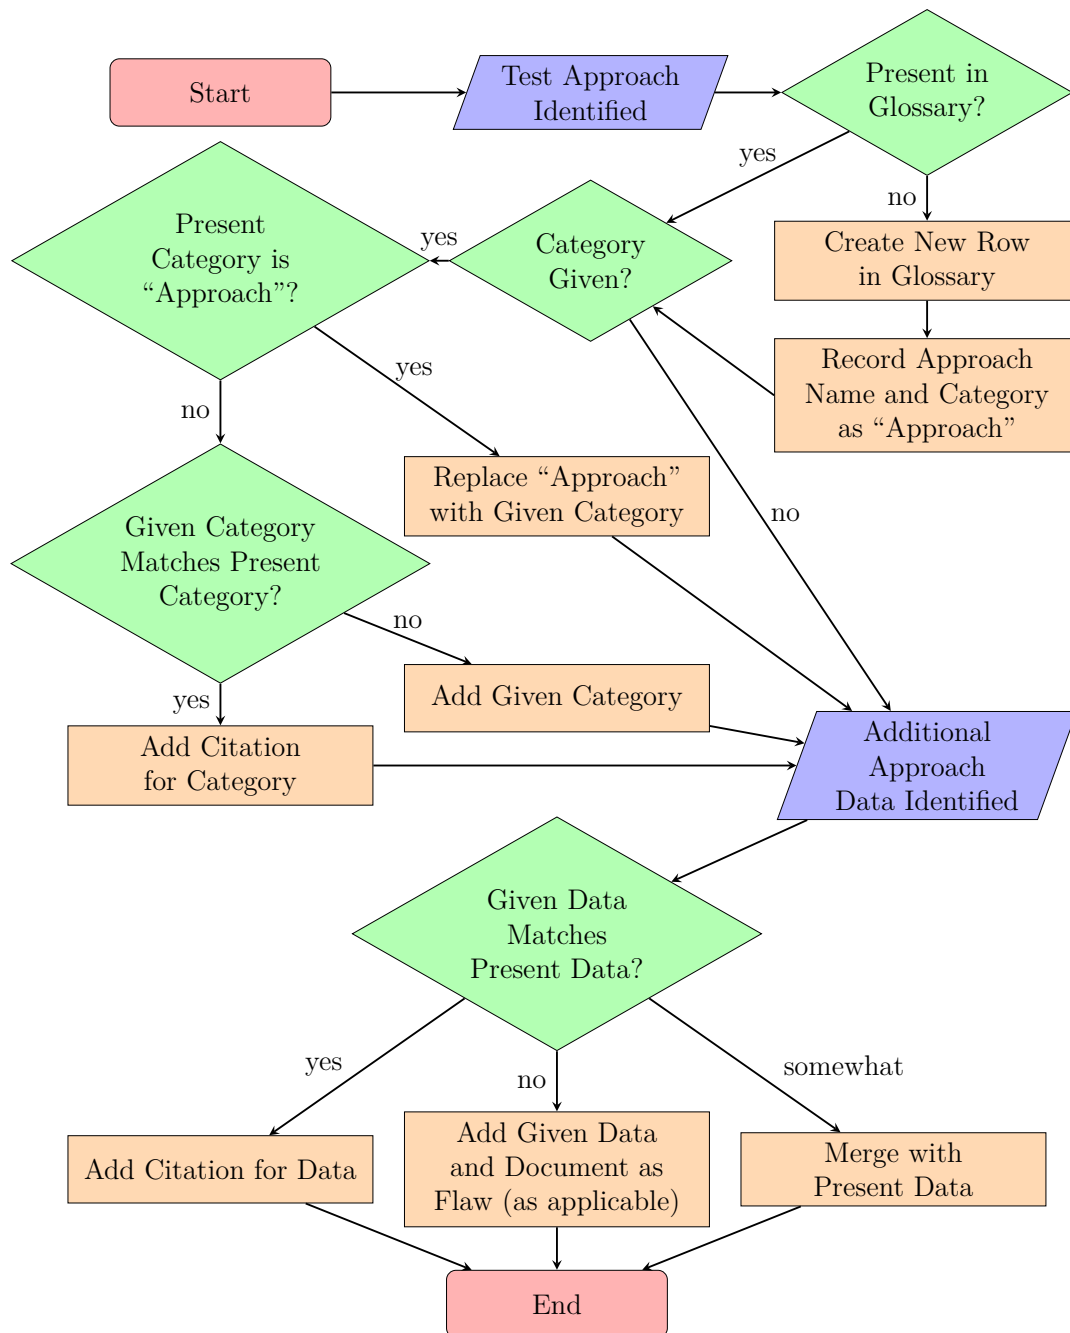 Start
Test Approach
Identified
Present in
Glossary?
yes
no
Present
Category is
“Approach”?
yes
Category
Given?
Create New Row
in Glossary
Record Approach
Name and Category
as “Approach”
yes
no
Replace “Approach”
with Given Category
no
Given Category
Matches Present
Category?
no
Add Given Category
yes
Add Citation
for Category
Additional
Approach
Data Identified
Given Data
Matches
Present Data?
yes
no
somewhat
Add Citation for Data
Add Given Data
and Document as
Flaw (as applicable)
Merge with
Present Data
End